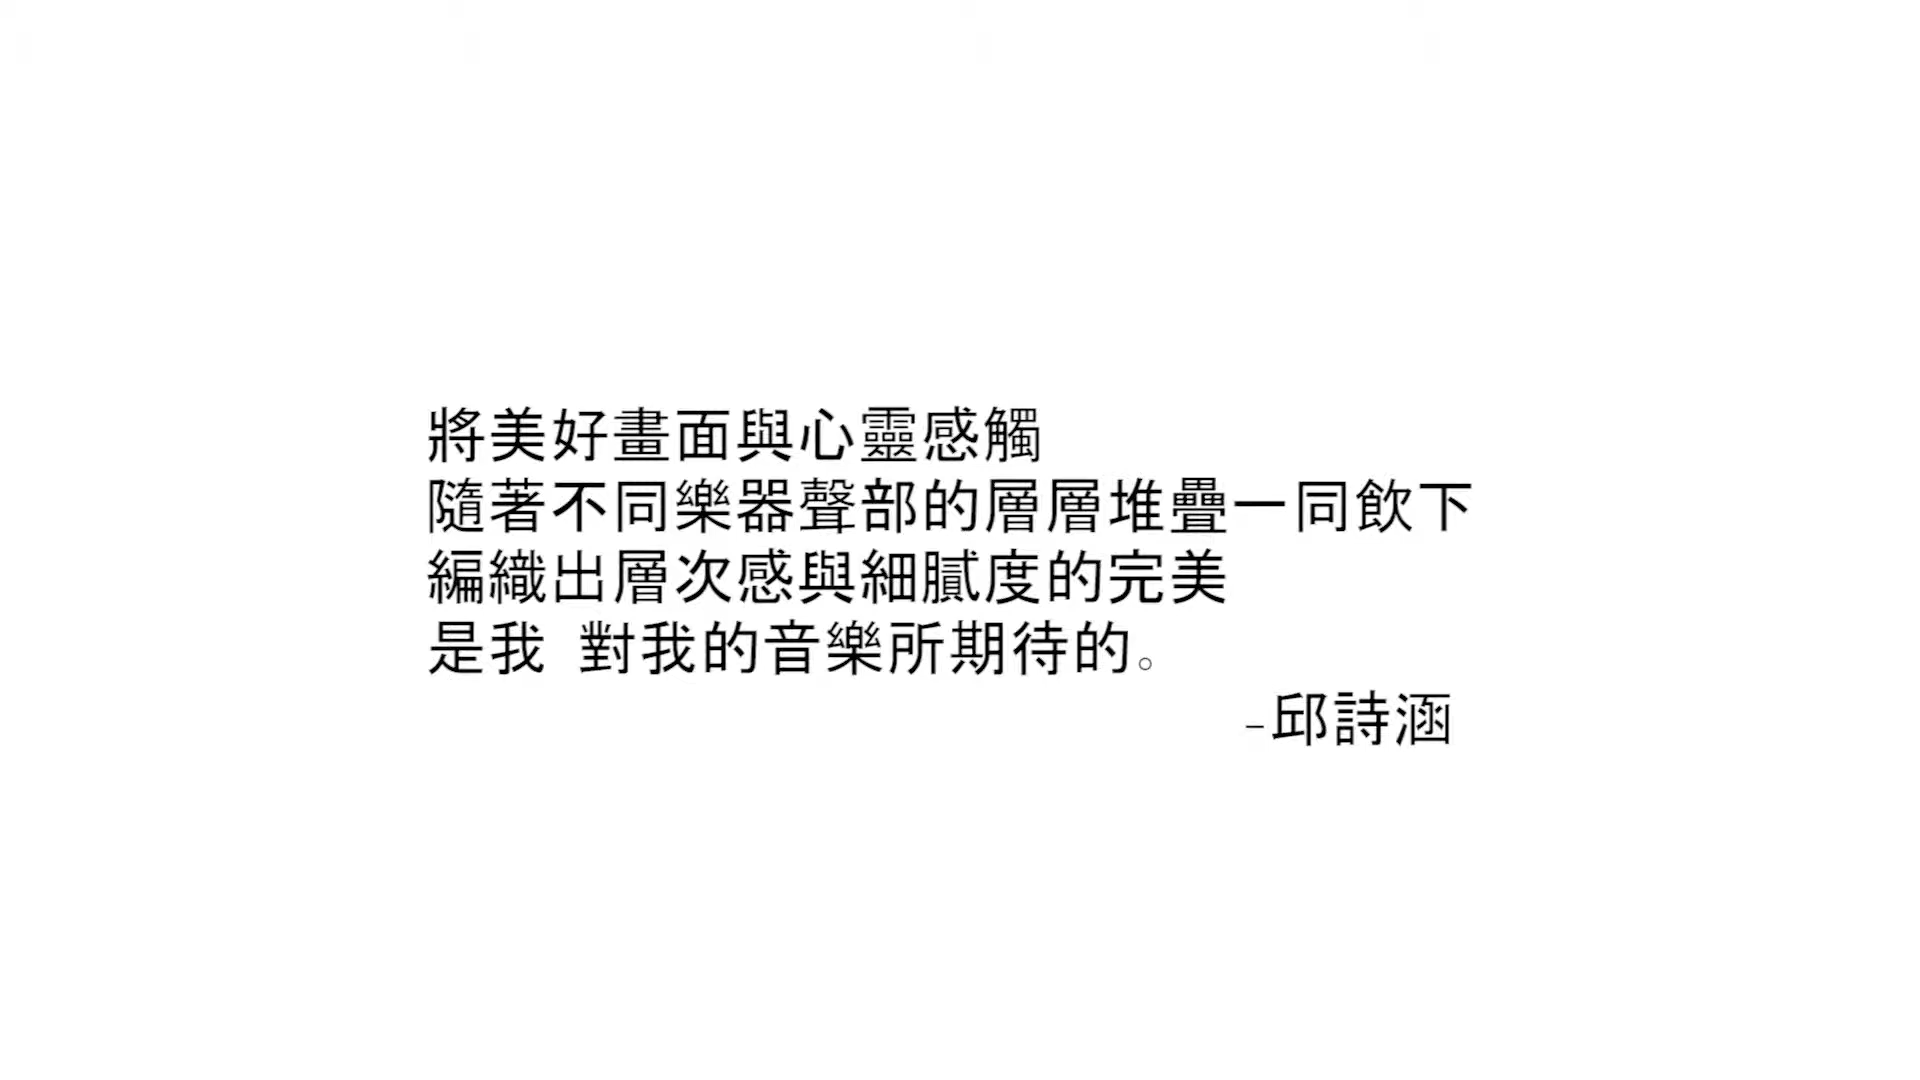 將美好畫面與心靈感觸
隨著不同樂器聲部的層層堆疊一同飲下
編織出層次感與細膩度的完美
是我 對我的音樂所期待的。
-邱詩涵